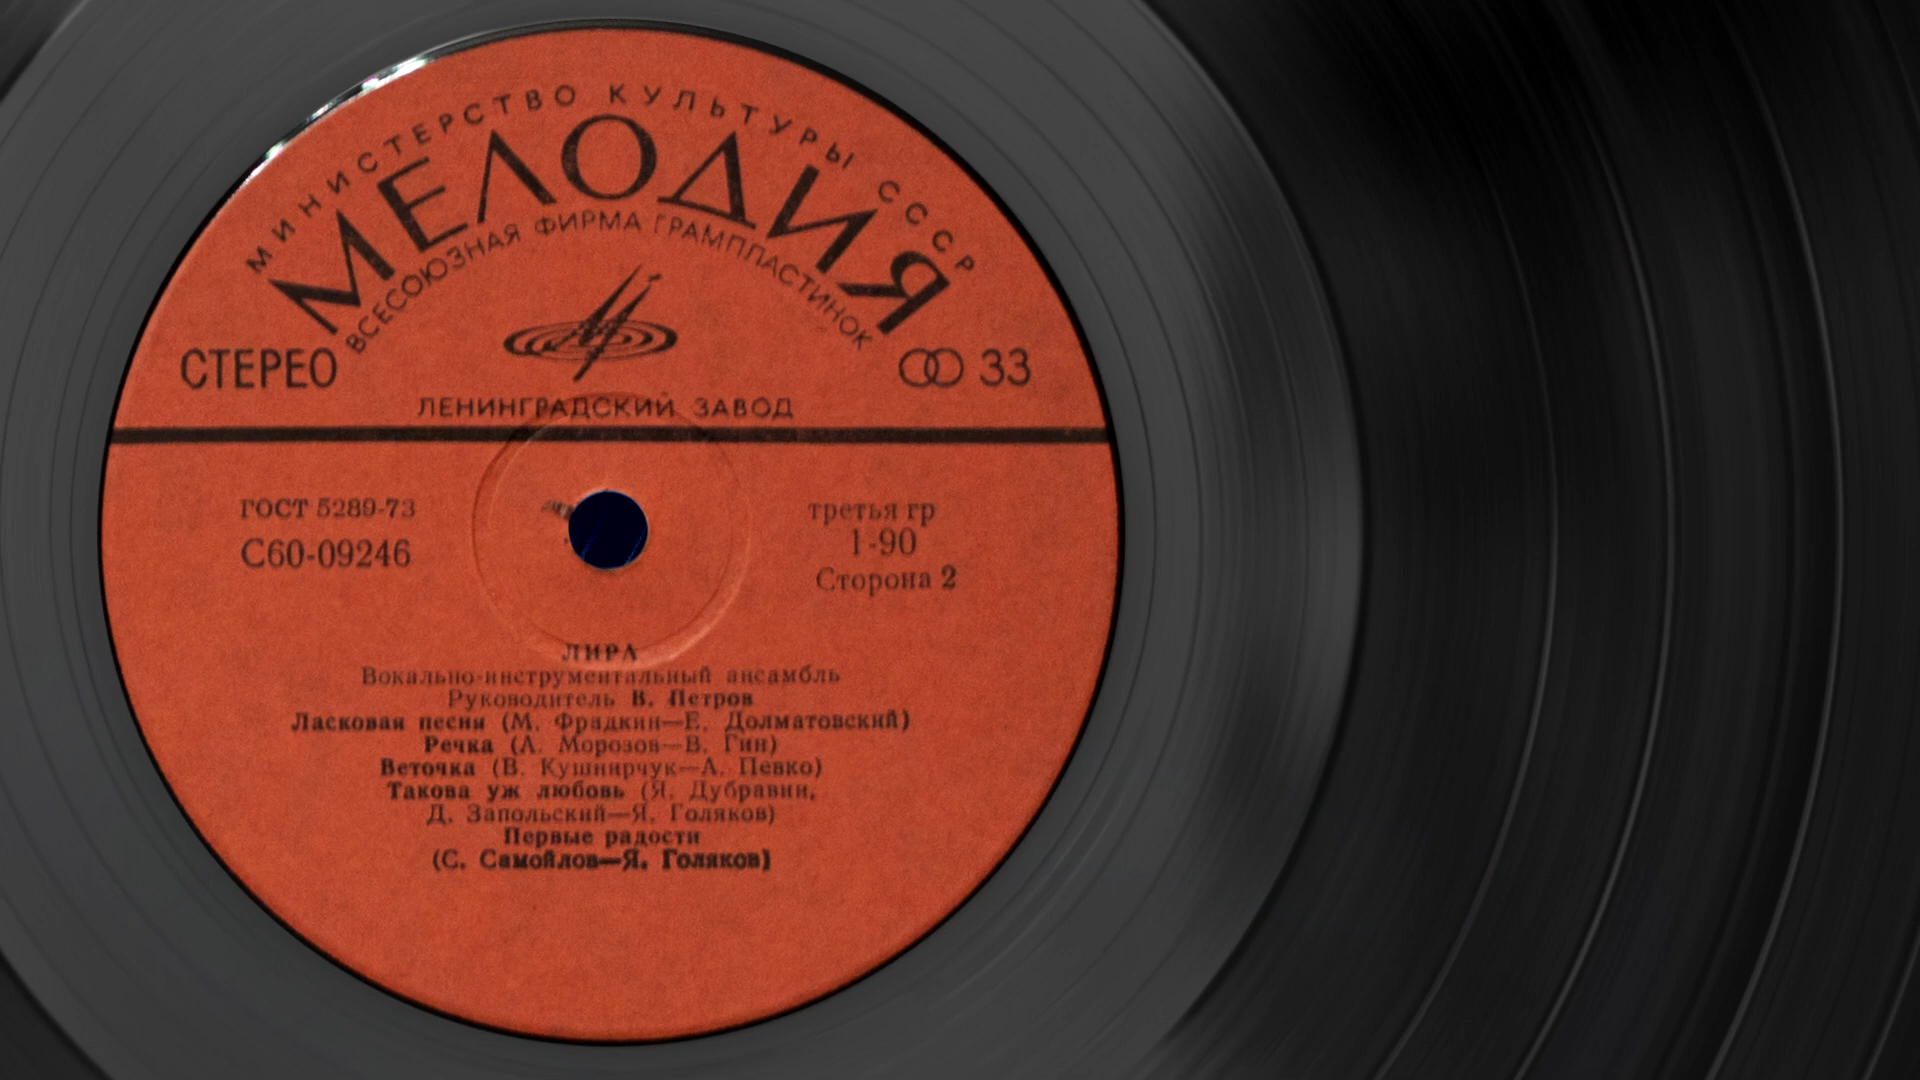 МИНИСТЕРСТВО КУЛЬТУРЫ СССР
МЕЛОДИЯ
ВСЕСОЮЗНАЯ ФИРМА ГРАМПЛАСТИНОК
СТЕРЕО
33
ЛЕНИНГРАДСКИЙ ЗАВОД
ГОСТ 5289-73
С60-09246
третья гр
1-90
Сторона 2
ЛИРА
Вокально-инструментальный ансамбль
Руководитель В. Петров
Ласковая песня (М. Фрадкин—Е. Долматовский)
Речка (А. Морозов—В. Гин)
Веточка (В. Кушнирчук—А. Певко)
Такова уж любовь (Я. Дубравин,
Д. Запольский—Я. Голяков)
Первые радости
(С. Самойлов—Я. Голяков)